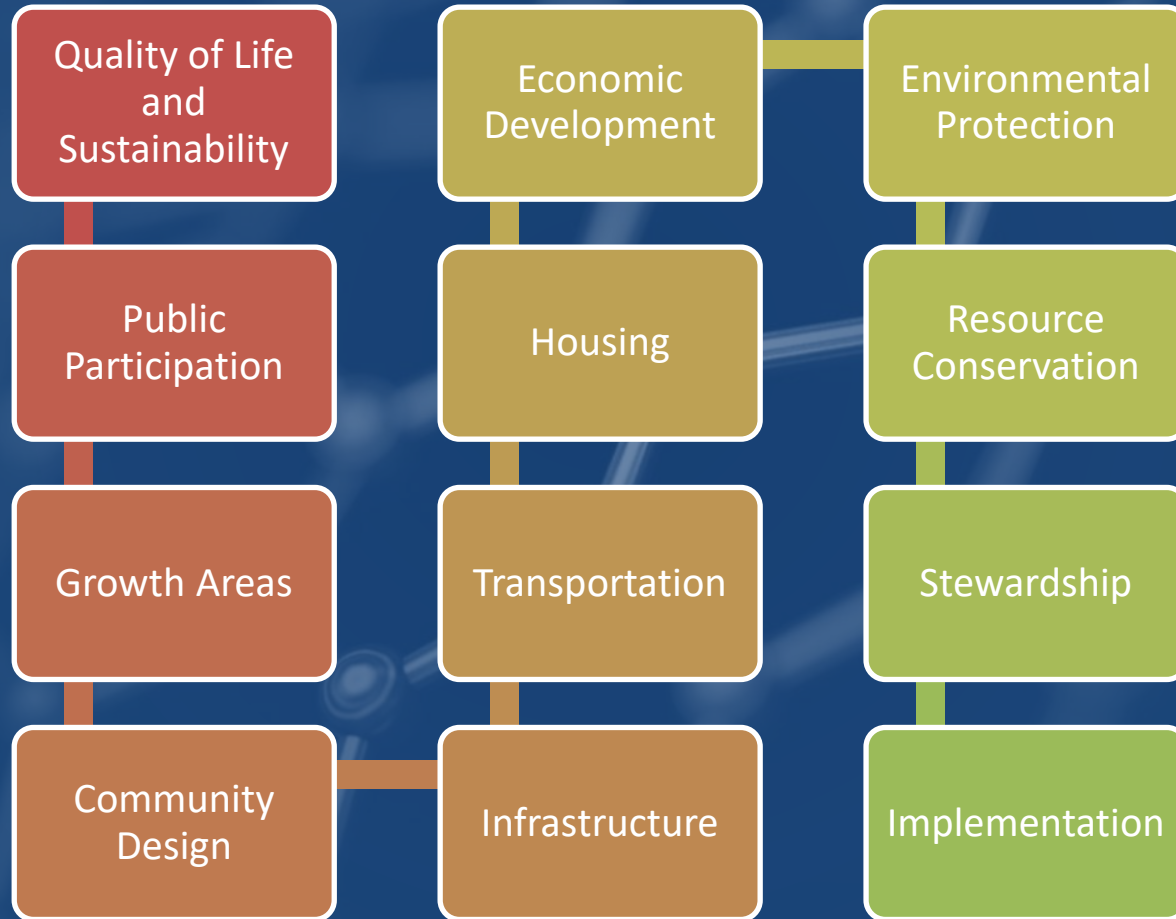 Quality of Life
and
Sustainability
Public
Participation
Growth Areas
Community
Design
Infrastructure
Transportation
Housing
Economic
Development
Environmental
Protection
Resource
Conservation
Stewardship
Implementation